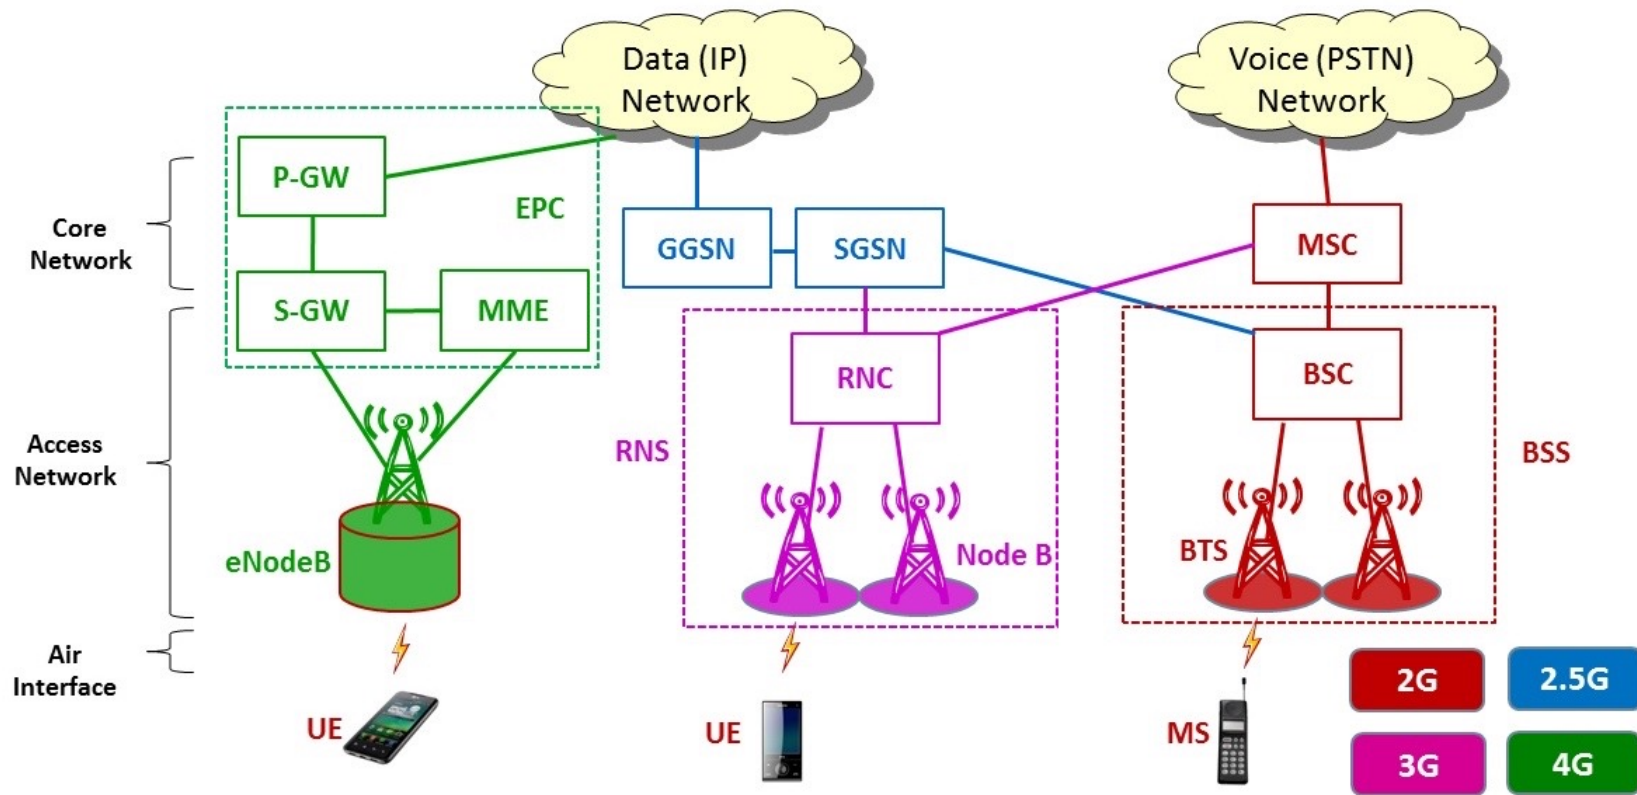 Data (IP)
Network
Voice (PSTN)
Network
P-GW
EPC
Core
Network
GGSN
SGSN
MSC
S-GW
MME
RNC
BSC
Access
Network
RNS
BSS
eNodeB
Node B
BTS
Air
Interface
UE
UE
MS
2G
2.5G
3G
4G